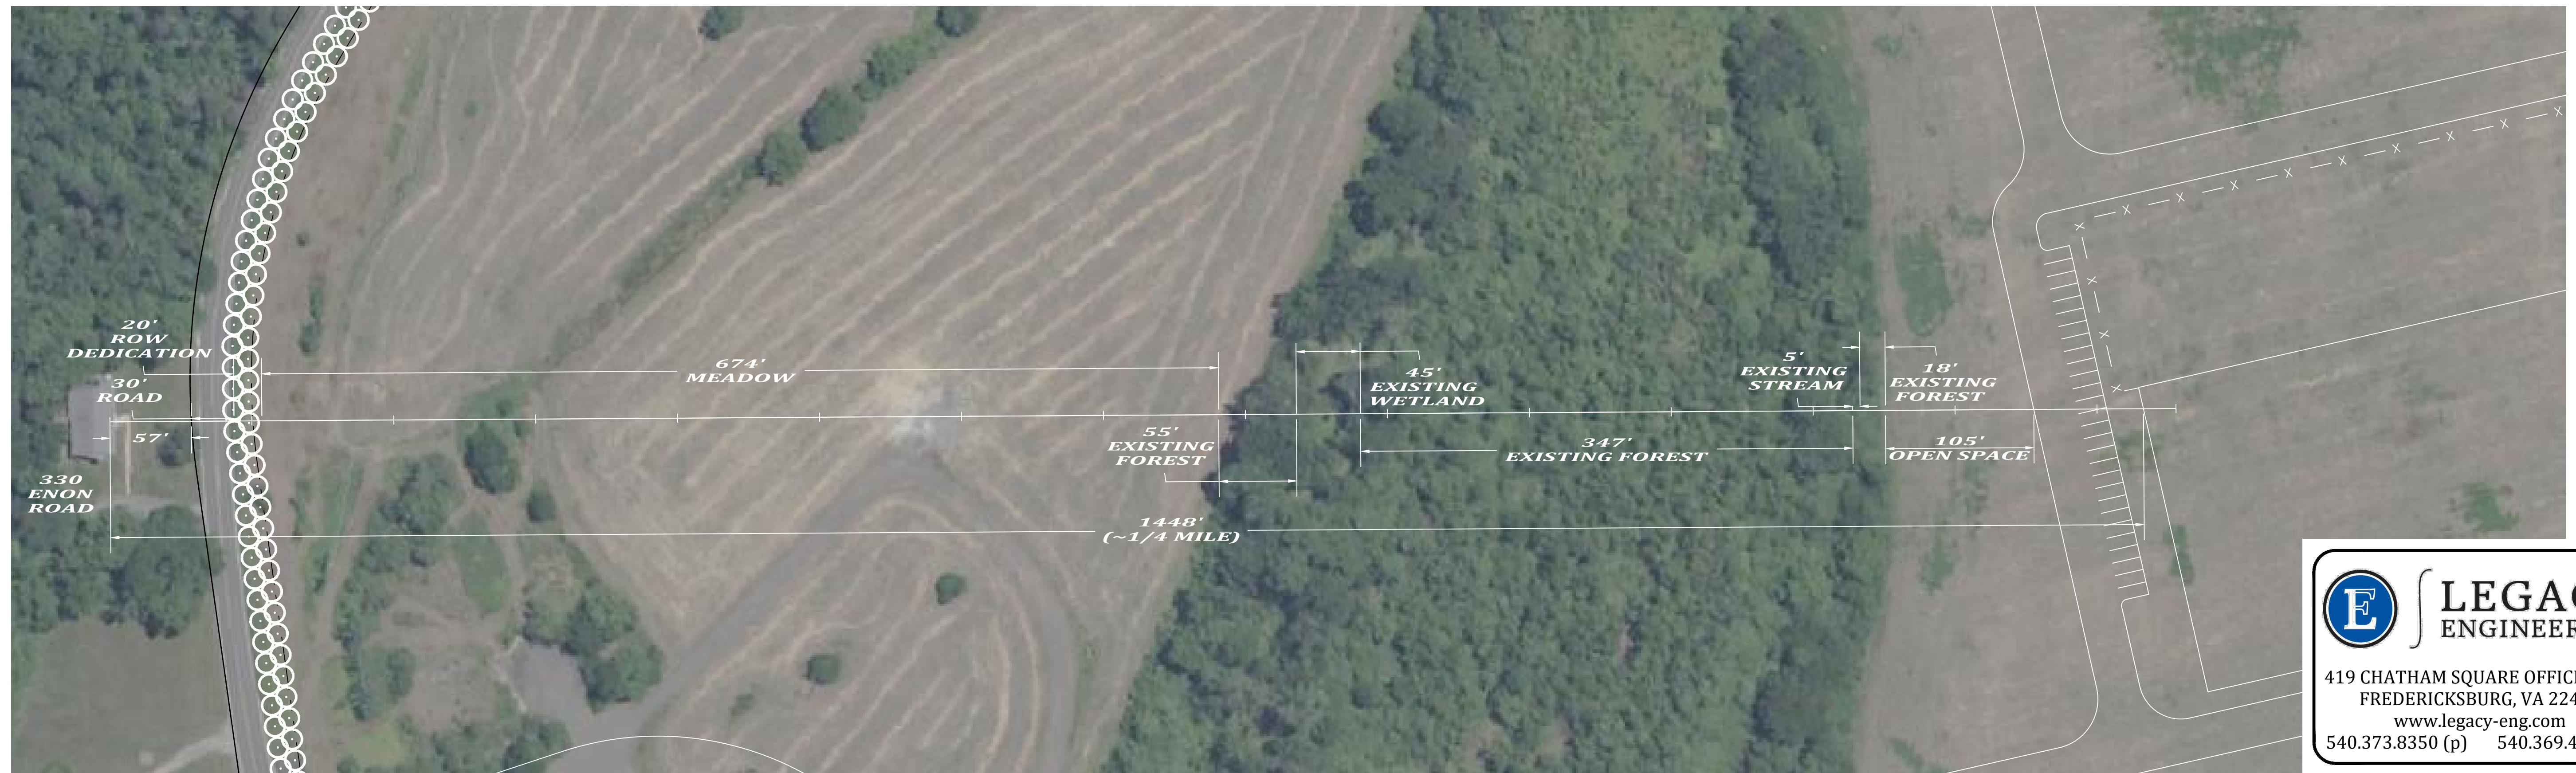 20'
ROW
DEDICATION
30'
ROAD
57'
330
ENON
ROAD
674'
MEADOW
55'
EXISTING
FOREST
45'
EXISTING
WETLAND
1448'
(~1/4 MILE)
347'
EXISTING FOREST
5'
EXISTING
STREAM
18'
EXISTING
FOREST
105'
OPEN SPACE
E
LEGAC
ENGINEER
419 CHATHAM SQUARE OFFIC
FREDERICKSBURG, VA 224
www.legacy-eng.com
540.373.8350 (p) 540.369.4